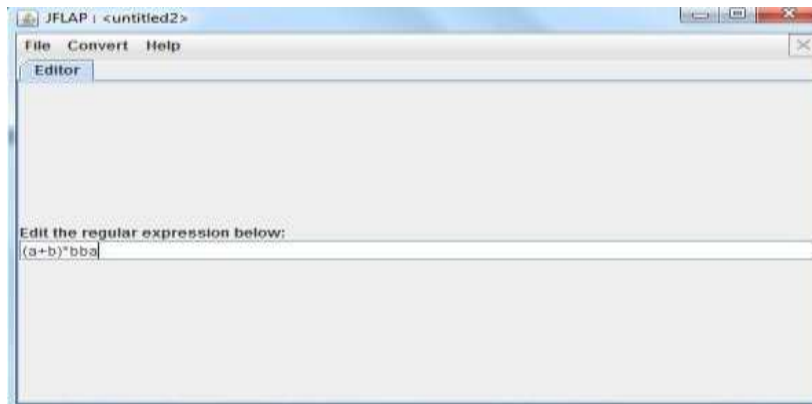 JFLAP : <untitled2>
File Convert Help
Editor
Edit the regular expression below:
(a+b)*bba